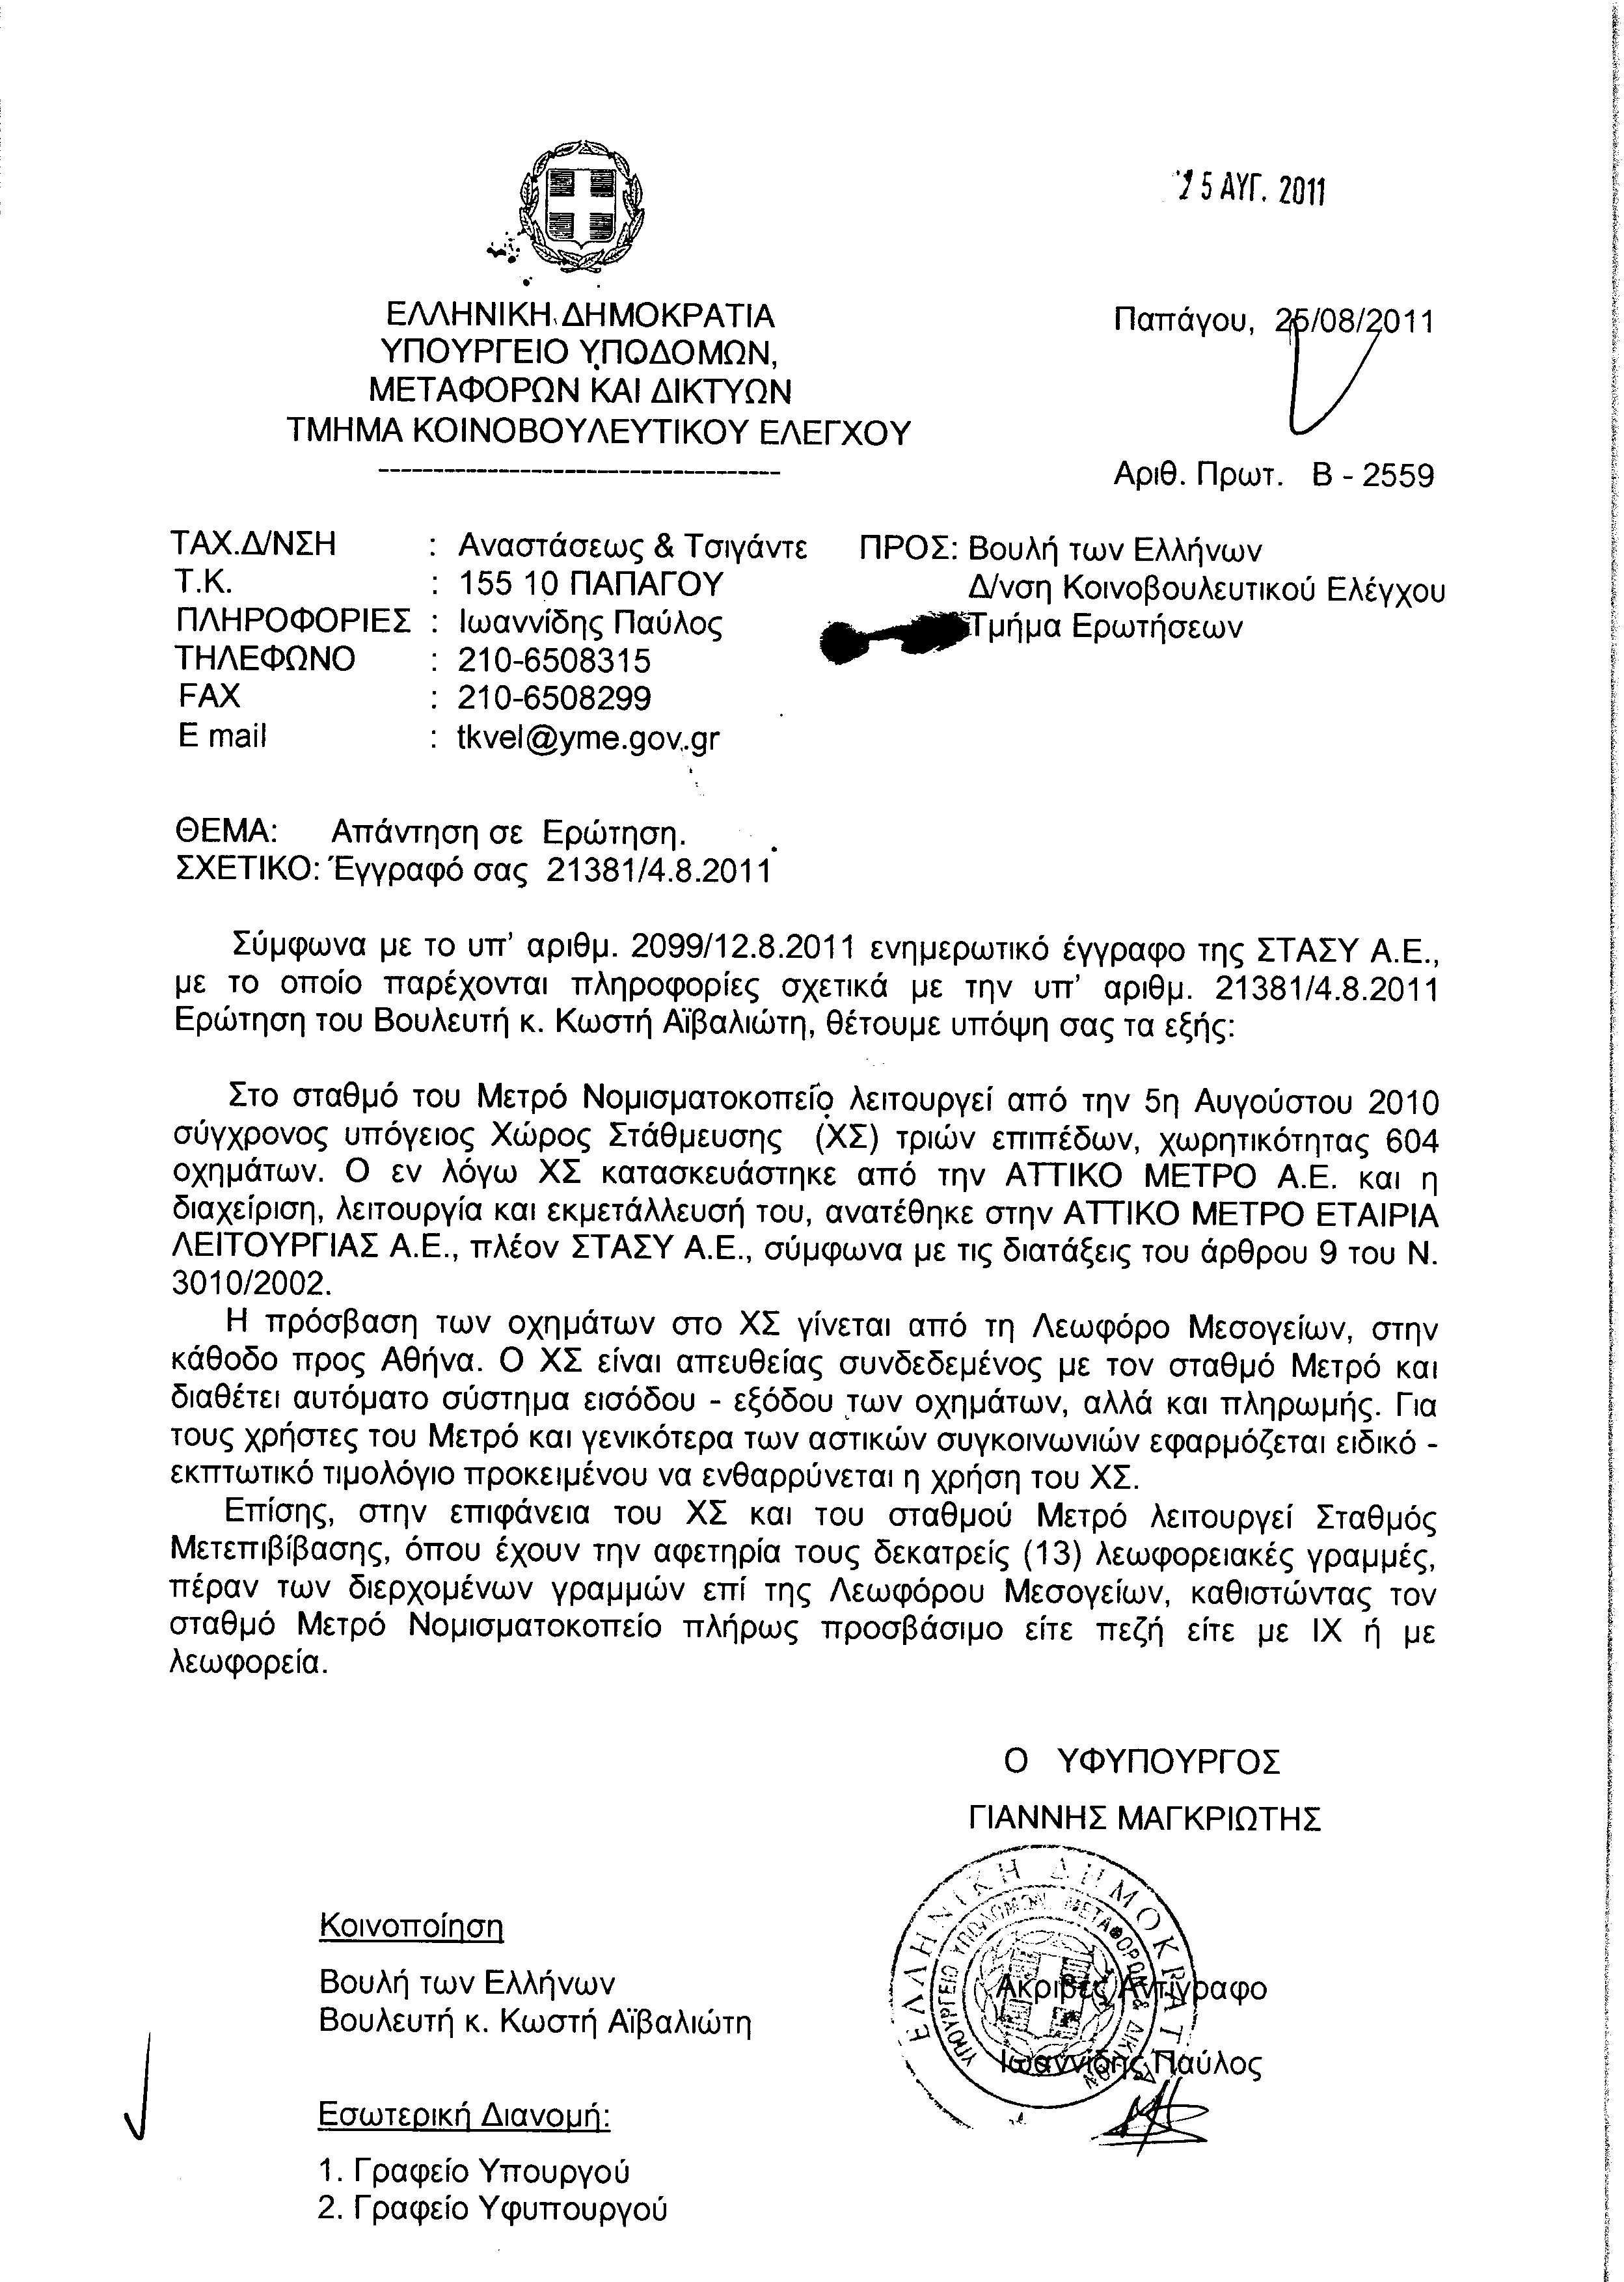 25 ΑΥΓ. 2011
ΕΛΛΗΝΙΚΗ ΔΗΜΟΚΡΑΤΙΑ
ΥΠΟΥΡΓΕΙΟ ΥΠΟΔΟΜΩΝ,
ΜΕΤΑΦΟΡΩΝ ΚΑΙ ΔΙΚΤΥΩΝ
ΤΜΗΜΑ ΚΟΙΝΟΒΟΥΛΕΥΤΙΚΟΥ ΕΛΕΓΧΟΥ
------------------------------------
Παπάγου, 25/08/2011
Αριθ. Πρωτ. Β - 2559
ΤΑΧ.Δ/ΝΣΗ : Αναστάσεως & Τσιγάντε
Τ.Κ. : 155 10 ΠΑΠΑΓΟΥ
ΠΛΗΡΟΦΟΡΙΕΣ : Ιωαννίδης Παύλος
ΤΗΛΕΦΩΝΟ : 210-6508315
FAX : 210-6508299
E mail : tkvel@yme.gov.gr
ΠΡΟΣ: Βουλή των Ελλήνων
Δ/νση Κοινοβουλευτικού Ελέγχου
Τμήμα Ερωτήσεων
ΘΕΜΑ: Απάντηση σε Ερώτηση.
ΣΧΕΤΙΚΟ: Έγγραφό σας 21381/4.8.2011
Σύμφωνα με το υπ' αριθμ. 2099/12.8.2011 ενημερωτικό έγγραφο της ΣΤΑΣΥ Α.Ε.,
με το οποίο παρέχονται πληροφορίες σχετικά με την υπ' αριθμ. 21381/4.8.2011
Ερώτηση του Βουλευτή κ. Κωστή Αϊβαλιώτη, θέτουμε υπόψη σας τα εξής:
Στο σταθμό του Μετρό Νομισματοκοπείο λειτουργεί από την 5η Αυγούστου 2010
σύγχρονος υπόγειος Χώρος Στάθμευσης (ΧΣ) τριών επιπέδων, χωρητικότητας 604
οχημάτων. Ο εν λόγω ΧΣ κατασκευάστηκε από την ΑΤΤΙΚΟ ΜΕΤΡΟ Α.Ε. και η
διαχείριση, λειτουργία και εκμετάλλευσή του, ανατέθηκε στην ΑΤΤΙΚΟ ΜΕΤΡΟ ΕΤΑΙΡΙΑ
ΛΕΙΤΟΥΡΓΙΑΣ Α.Ε., πλέον ΣΤΑΣΥ Α.Ε., σύμφωνα με τις διατάξεις του άρθρου 9 του Ν.
3010/2002.
Η πρόσβαση των οχημάτων στο ΧΣ γίνεται από τη Λεωφόρο Μεσογείων, στην
κάθοδο προς Αθήνα. Ο ΧΣ είναι απευθείας συνδεδεμένος με τον σταθμό Μετρό και
διαθέτει αυτόματο σύστημα εισόδου - εξόδου των οχημάτων, αλλά και πληρωμής. Για
τους χρήστες του Μετρό και γενικότερα των αστικών συγκοινωνιών εφαρμόζεται ειδικό -
εκπτωτικό τιμολόγιο προκειμένου να ενθαρρύνεται η χρήση του ΧΣ.
Επίσης, στην επιφάνεια του ΧΣ και του σταθμού Μετρό λειτουργεί Σταθμός
Μετεπιβίβασης, όπου έχουν την αφετηρία τους δεκατρείς (13) λεωφορειακές γραμμές,
πέραν των διερχομένων γραμμών επί της Λεωφόρου Μεσογείων, καθιστώντας τον
σταθμό Μετρό Νομισματοκοπείο πλήρως προσβάσιμο είτε πεζή είτε με ΙΧ ή με
λεωφορεία.
Ο ΥΦΥΠΟΥΡΓΟΣ
ΓΙΑΝΝΗΣ ΜΑΓΚΡΙΩΤΗΣ
ΕΛΛΗΝΙΚΗ ΔΗΜΟΚΡΑΤΙΑ
ΥΠΟΥΡΓΕΙΟ ΥΠΟΔΟΜΩΝ ΜΕΤΑΦΟΡΩΝ & ΔΙΚΤΥΩΝ
Ακριβές Αντίγραφο
Ιωαννίδης Παύλος
Κοινοποίηση
Βουλή των Ελλήνων
Βουλευτή κ. Κωστή Αϊβαλιώτη
Εσωτερική Διανομή:
1. Γραφείο Υπουργού
2. Γραφείο Υφυπουργού